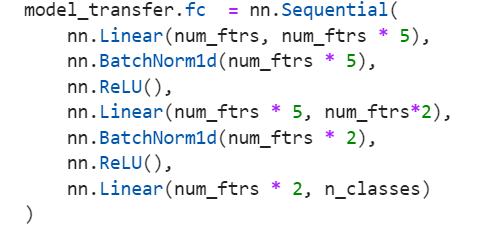 model_transfer.fc  = nn.Sequential(
    nn.Linear(num_ftrs, num_ftrs * 5),
    nn.BatchNorm1d(num_ftrs * 5),
    nn.ReLU(),
    nn.Linear(num_ftrs * 5, num_ftrs*2),
    nn.BatchNorm1d(num_ftrs * 2),
    nn.ReLU(),
    nn.Linear(num_ftrs * 2, n_classes)
)